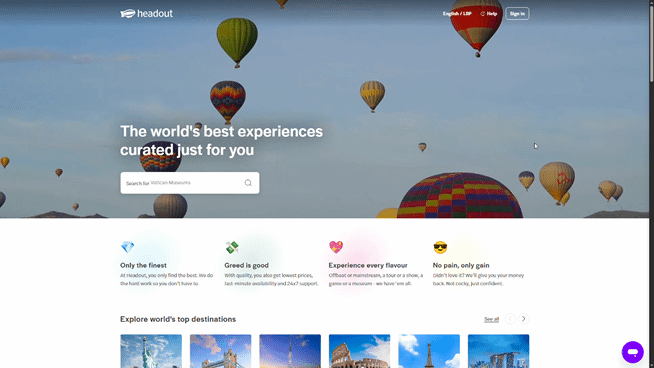 headout
English / LBP
Help
Sign in
The world's best experiences
curated just for you
Search for Vatican Museums
Only the finest
At Headout, you only find the best. We do
the hard work so you don't have to.
Greed is good
With quality, you also get lowest prices,
last-minute availability and 24x7 support.
Experience every flavour
Offbeat or mainstream, a tour or a show, a
game or a museum - we have 'em all.
No pain, only gain
Didn't love it? We'll give you your money
back. Not cocky, just confident.
Explore world's top destinations
See all